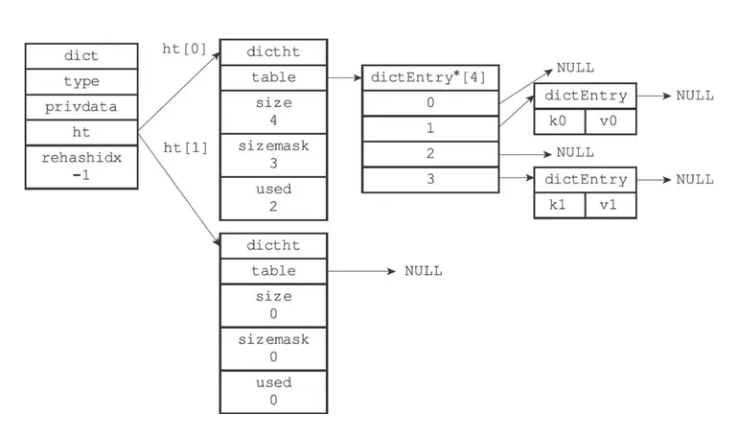 dict
type
privdata
ht
rehashidx
-1
ht[0]
ht[1]
dictht
table
size
4
sizemask
3
used
2
dictEntry*[4]
0
1
2
3
NULL
dictEntry
NULL
k0 v0
NULL
dictEntry
NULL
k1 v1
dictht
table
NULL
size
0
sizemask
0
used
0